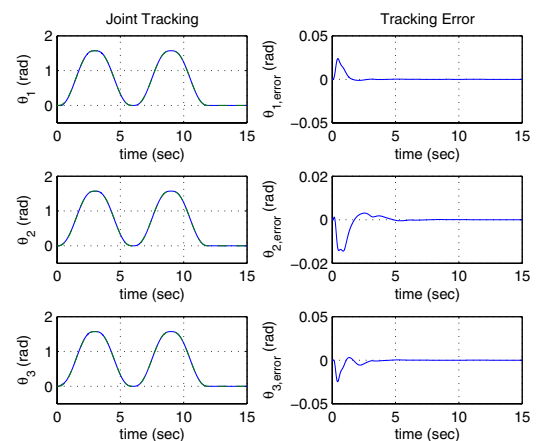 Joint Tracking
2
1
0
θ1 (rad)
0 5 10 15
time (sec)
Tracking Error
0.05
0
−0.05
θ1,error (rad)
0 5 10 15
time (sec)
2
1
0
θ2 (rad)
0 5 10 15
time (sec)
0.02
0
−0.02
θ2,error (rad)
0 5 10 15
time (sec)
2
1
0
θ3 (rad)
0 5 10 15
time (sec)
0.05
0
−0.05
θ3,error (rad)
0 5 10 15
time (sec)